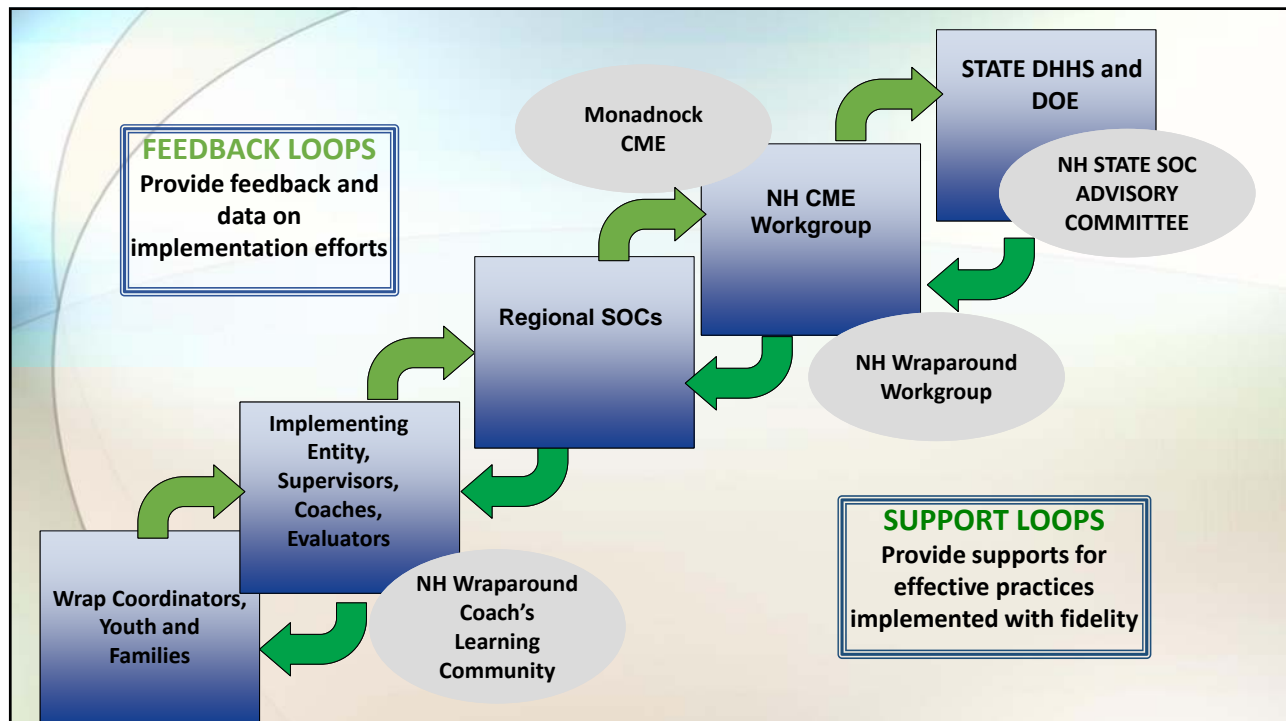 STATE DHHS and
DOE
Monadnock
CME
FEEDBACK LOOPS
Provide feedback and
data on
implementation efforts
NH STATE SOC
ADVISORY
COMMITTEE
NH CME
Workgroup
Regional SOCs
NH Wraparound
Workgroup
Implementing
Entity,
Supervisors,
Coaches,
Evaluators
SUPPORT LOOPS
Provide supports for
effective practices
implemented with fidelity
Wrap Coordinators,
Youth and
Families
NH Wraparound
Coach's
Learning
Community